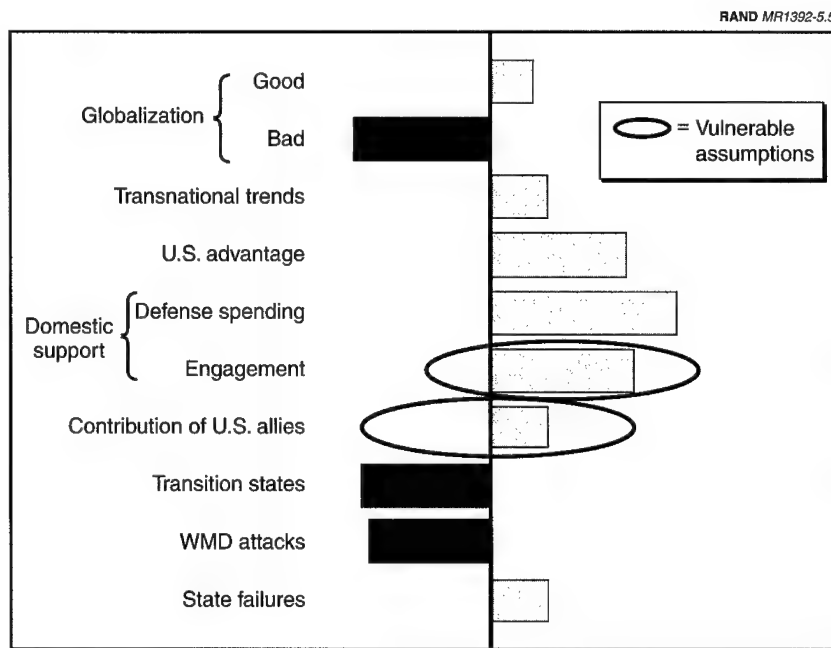 RAND MR1392-5.5
Good
Globalization
Bad
= Vulnerable
assumptions
Transnational trends
U.S. advantage
Defense spending
Domestic
support
Engagement
Contribution of U.S. allies
Transition states
WMD attacks
State failures